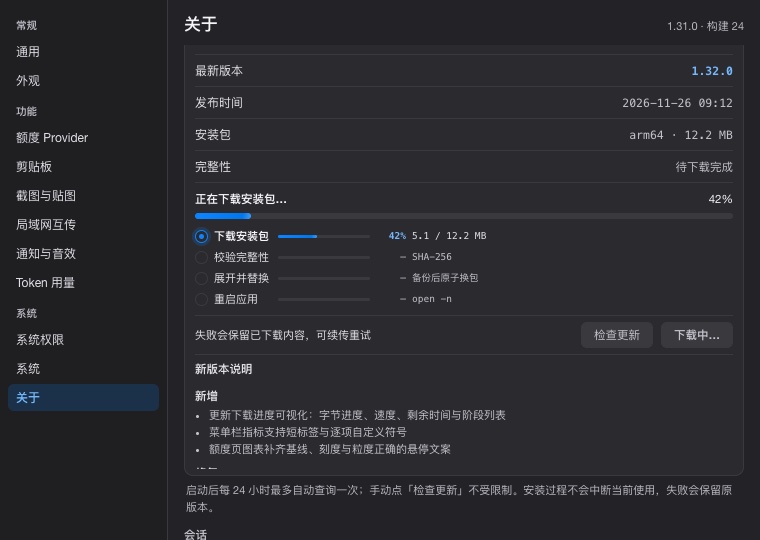 常规
通用
外观
功能
额度 Provider
剪贴板
截图与贴图
局域网互传
通知与音效
Token 用量
系统
系统权限
系统
关于
关于
1.31.0 · 构建 24
最新版本 1.32.0
发布时间 2026-11-26 09:12
安装包 arm64 · 12.2 MB
完整性 待下载完成
正在下载安装包... 42%
下载安装包 42% 5.1 / 12.2 MB
校验完整性 — SHA-256
展开并替换 — 备份后原子换包
重启应用 — open -n
失败会保留已下载内容，可续传重试 检查更新 下载中...
新版本说明
新增
• 更新下载进度可视化：字节进度、速度、剩余时间与阶段列表
• 菜单栏指标支持短标签与逐项自定义符号
• 额度页图表补齐基线、刻度与粒度正确的悬停文案
启动后每 24 小时最多自动查询一次；手动点「检查更新」不受限制。安装过程不会中断当前使用，失败会保留原
版本。
会话